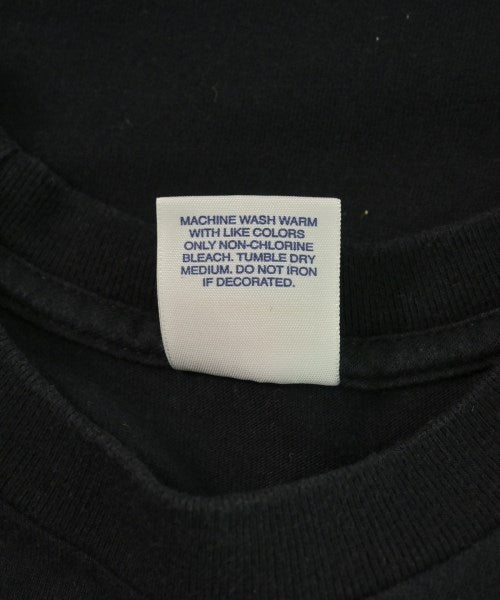 MACHINE WASH WARM
WITH LIKE COLORS
ONLY NON-CHLORINE
BLEACH. TUMBLE DRY
MEDIUM. DO NOT IRON
IF DECORATED.